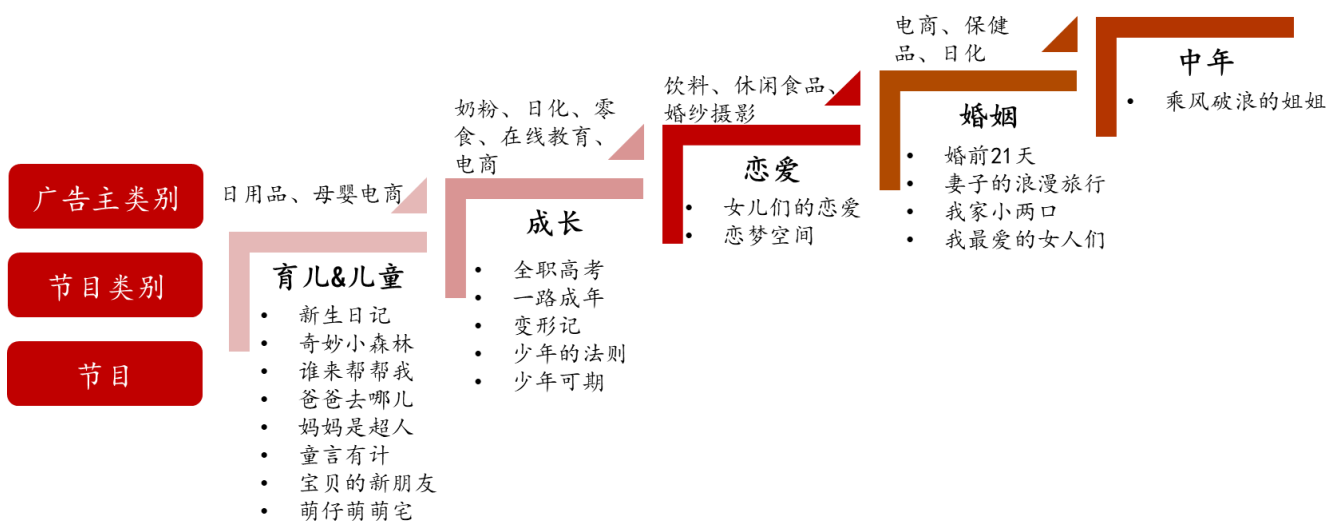 广告主类别
节目类别
节目
日用品、母婴电商
育儿&儿童
• 新生日记
• 奇妙小森林
• 谁来帮帮我
• 爸爸去哪儿
• 妈妈是超人
• 童言有计
• 宝贝的新朋友
• 萌仔萌萌宅
奶粉、日化、零
食、在线教育、
电商
成长
• 全职高考
• 一路成年
• 变形记
• 少年的法则
• 少年可期
饮料、休闲食品、
婚纱摄影
恋爱
• 女儿们的恋爱
• 恋梦空间
电商、保健
品、日化
婚姻
• 婚前21天
• 妻子的浪漫旅行
• 我家小两口
• 我最爱的女人们
中年
• 乘风破浪的姐姐